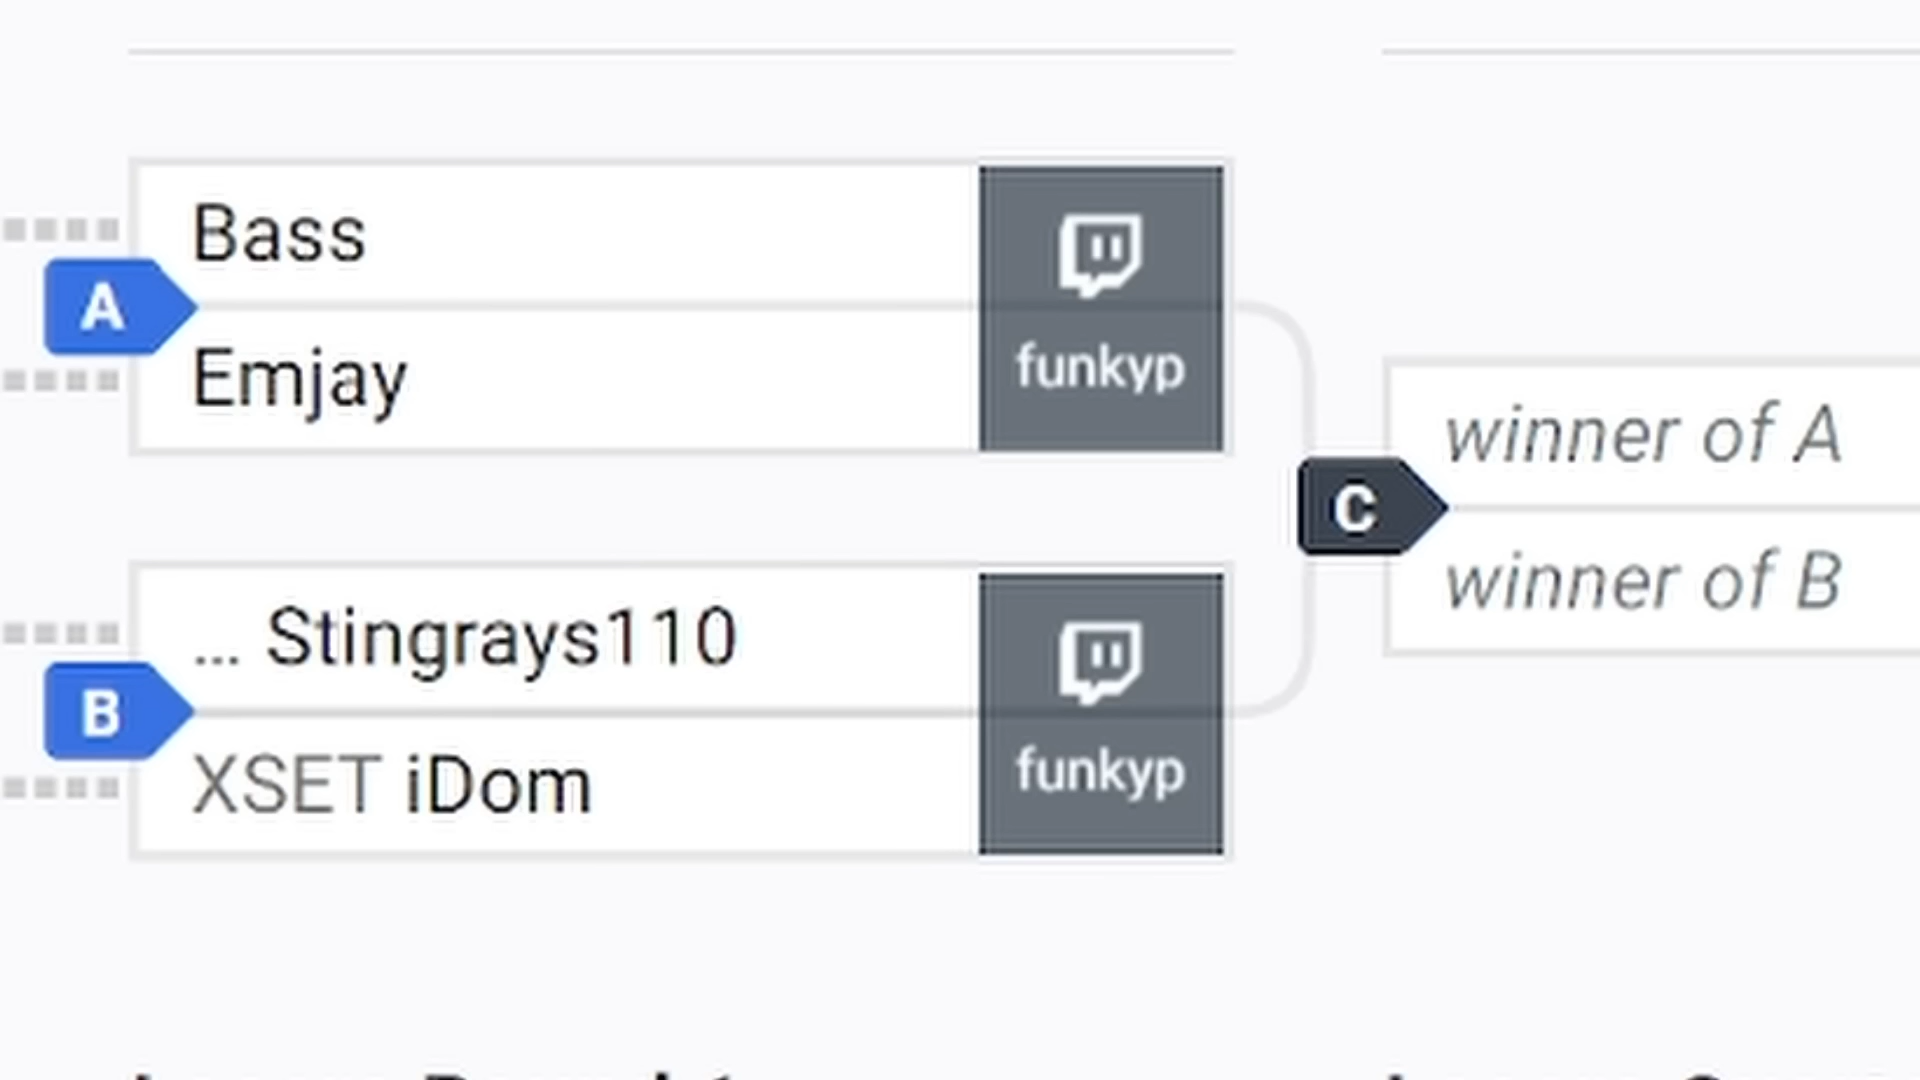 Bass
A
Emjay
funkyp
winner of A
C
winner of B
... Stingrays110
B
XSET iDom
funkyp